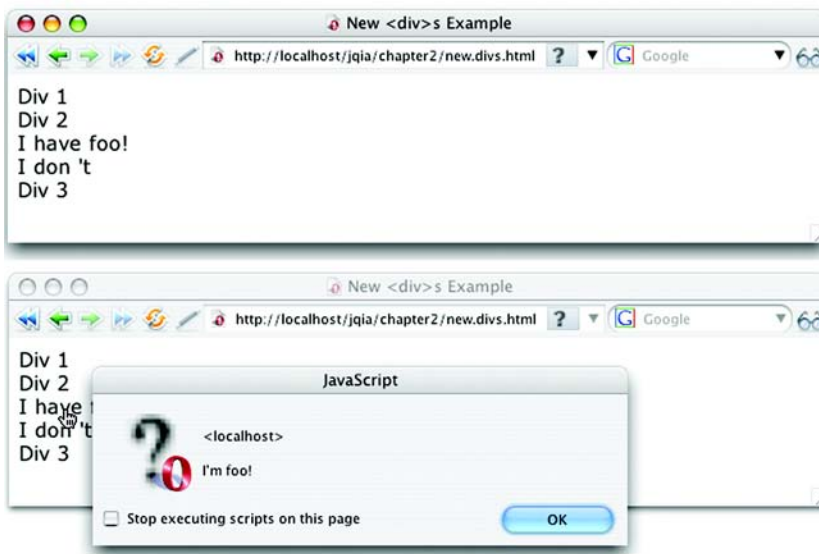 New <div>s Example
http://localhost/jqia/chapter2/new.divs.html ? G Google
Div 1
Div 2
I have foo!
I don 't
Div 3
New <div>s Example
http://localhost/jqia/chapter2/new.divs.html ? G Google
Div 1
Div 2
I have
I don 't
Div 3
JavaScript
<localhost>
I'm foo!
Stop executing scripts on this page
OK